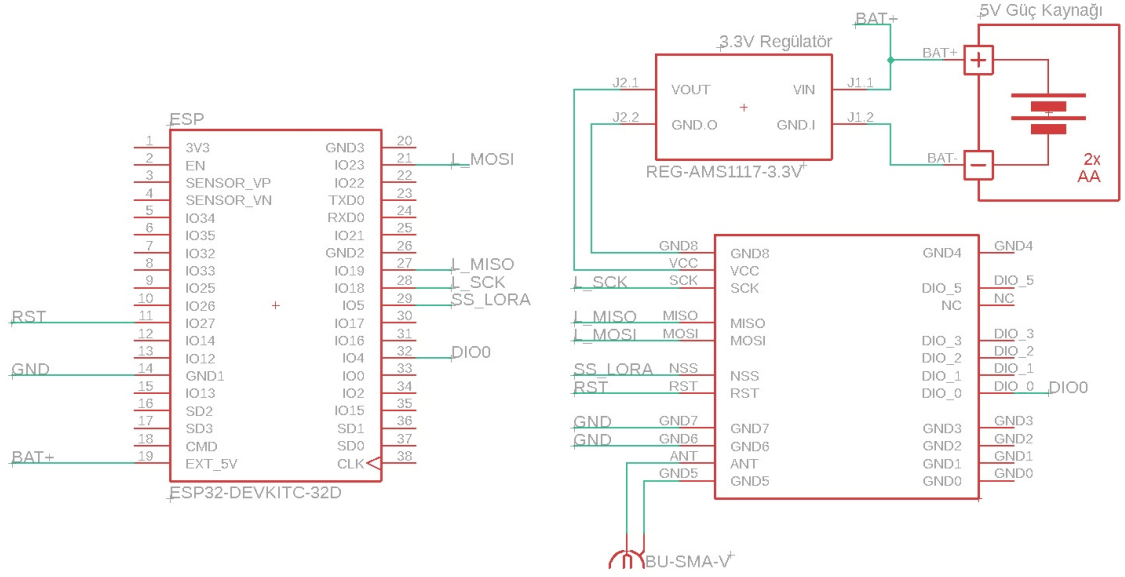 ESP
1 3V3 GND3 20
2 EN IO23 21 L_MOSI
3 SENSOR_VP IO22 22
4 SENSOR_VN TXD0 23
5 IO34 RXD0 24
6 IO35 IO21 25
7 IO32 GND2 26
8 IO33 IO19 27 L_MISO
9 IO25 IO18 28 L_SCK
10 IO26 IO5 29 SS_LORA
RST 11 IO27 IO17 30
12 IO14 IO16 31
13 IO12 IO4 32 DIO0
GND 14 GND1 IO0 33
15 IO13 IO2 34
16 SD2 IO15 35
17 SD3 SD1 36
18 CMD SD0 37
BAT+ 19 EXT_5V CLK 38
ESP32-DEVKITC-32D
BAT+
3.3V Regülatör
J2.1 VOUT VIN J1.1
J2.2 GND.O GND.I J1.2
REG-AMS1117-3.3V
5V Güç Kaynağı
BAT+ +
BAT- −
2x
AA
GND8 GND8 GND4 GND4
VCC VCC
L_SCK SCK SCK DIO_5 DIO_5
NC NC
L_MISO MISO MISO
L_MOSI MOSI MOSI DIO_3 DIO_3
DIO_2 DIO_2
SS_LORA NSS NSS DIO_1 DIO_1
RST RST RST DIO_0 DIO_0 DIO0
GND GND7 GND7 GND3 GND3
GND GND6 GND6 GND2 GND2
ANT ANT GND1 GND1
GND5 GND5 GND0 GND0
BU-SMA-V